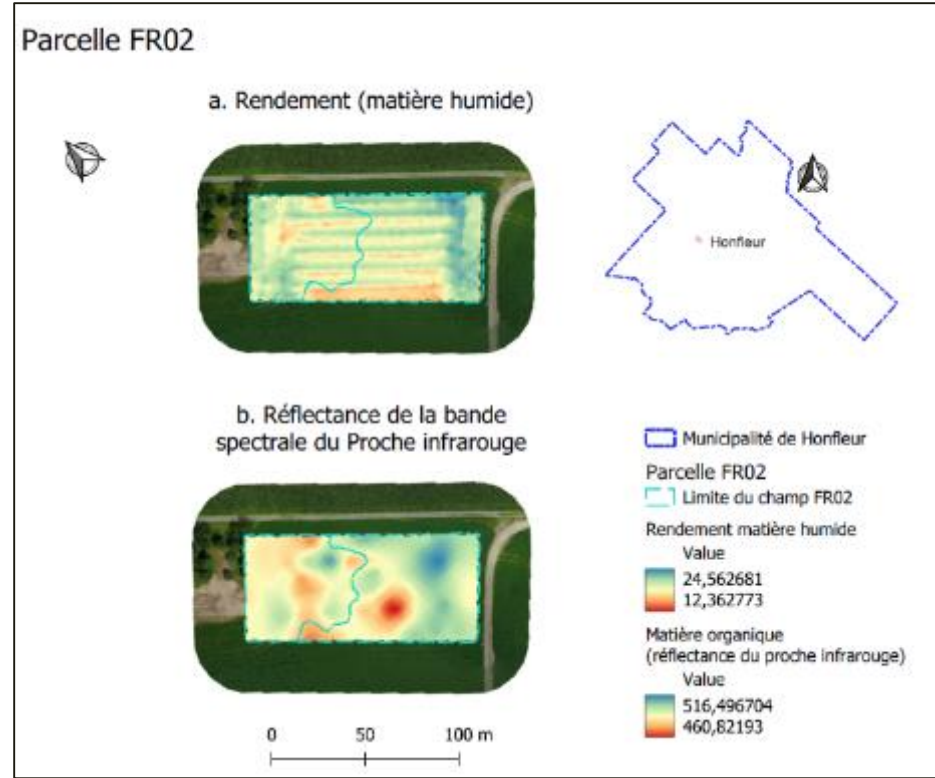 Parcelle FR02
a. Rendement (matière humide)
Honfleur
b. Réflectance de la bande
spectrale du Proche infrarouge
Municipalité de Honfleur
Parcelle FR02
Limite du champ FR02
Rendement matière humide
Value
24,562681
12,362773
Matière organique
(réflectance du proche infrarouge)
Value
516,496704
460,82193
0 50 100 m